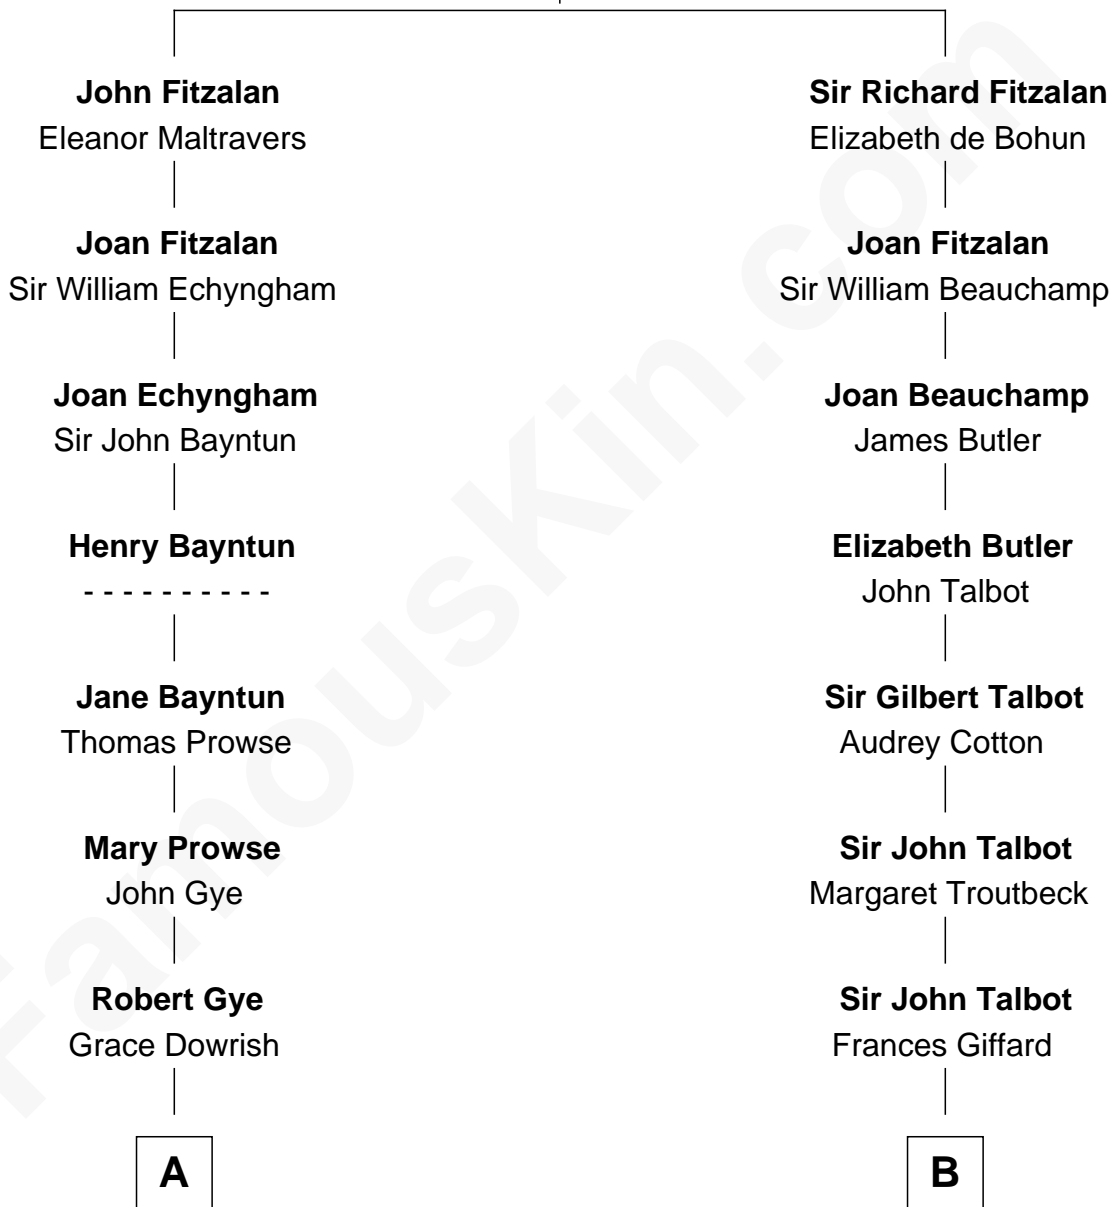 John Fitzalan
Eleanor Maltravers
Joan Fitzalan
Sir William Echyngham
Joan Echyngham
Sir John Bayntun
Henry Bayntun
- - - - - - - - - -
Jane Bayntun
Thomas Prowse
Mary Prowse
John Gye
Robert Gye
Grace Dowrish
A
Sir Richard Fitzalan
Elizabeth de Bohun
Joan Fitzalan
Sir William Beauchamp
Joan Beauchamp
James Butler
Elizabeth Butler
John Talbot
Sir Gilbert Talbot
Audrey Cotton
Sir John Talbot
Margaret Troutbeck
Sir John Talbot
Frances Giffard
B
FamousKin.com